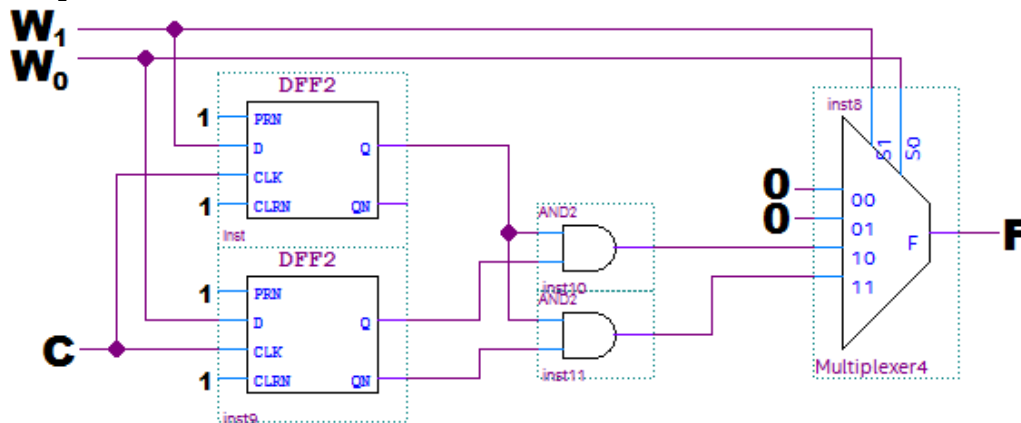 W1
W0
DFF2
1 PRN
D Q
CLK
1 CLRN QN
inst
DFF2
1 PRN
D Q
C CLK
1 CLRN QN
inst9
AND2
inst10
AND2
inst11
inst8
S1 S0
0 00
0 01
10
11
F
F
Multiplexer4